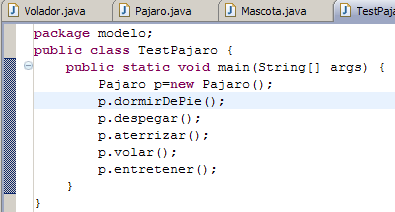 Volador.java Pajaro.java Mascota.java TestPaja
package modelo;
public class TestPajaro {
public static void main(String[] args) {
Pajaro p=new Pajaro();
p.dormirDePie();
p.despegar();
p.aterrizar();
p.volar();
p.entretener();
}
}